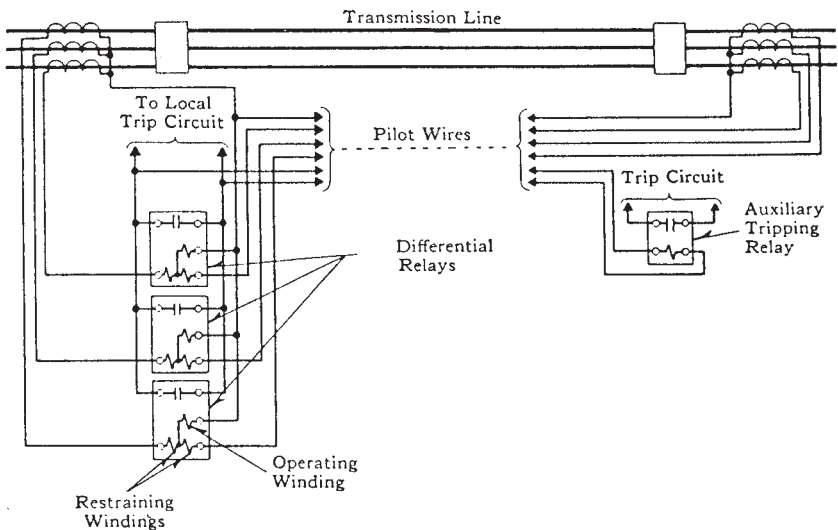 Transmission Line
To Local
Trip Circuit
Pilot Wires
Trip Circuit
Auxiliary
Tripping
Relay
Differential
Relays
Operating
Winding
Restraining
Windings